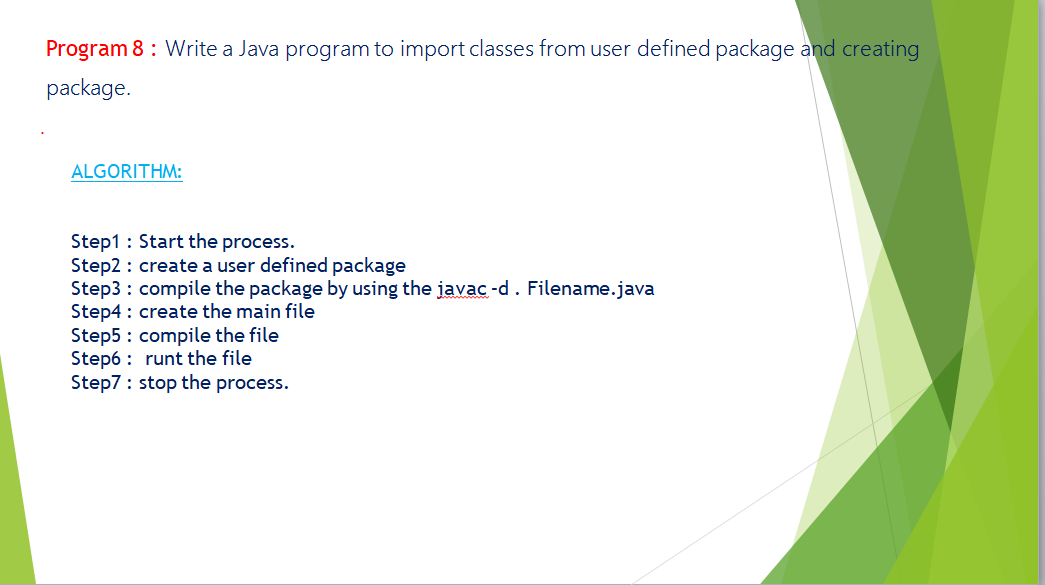 Program 8 : Write a Java program to import classes from user defined package and creating
package.
.
ALGORITHM:
Step1 : Start the process.
Step2 : create a user defined package
Step3 : compile the package by using the javac -d . Filename.java
Step4 : create the main file
Step5 : compile the file
Step6 : runt the file
Step7 : stop the process.